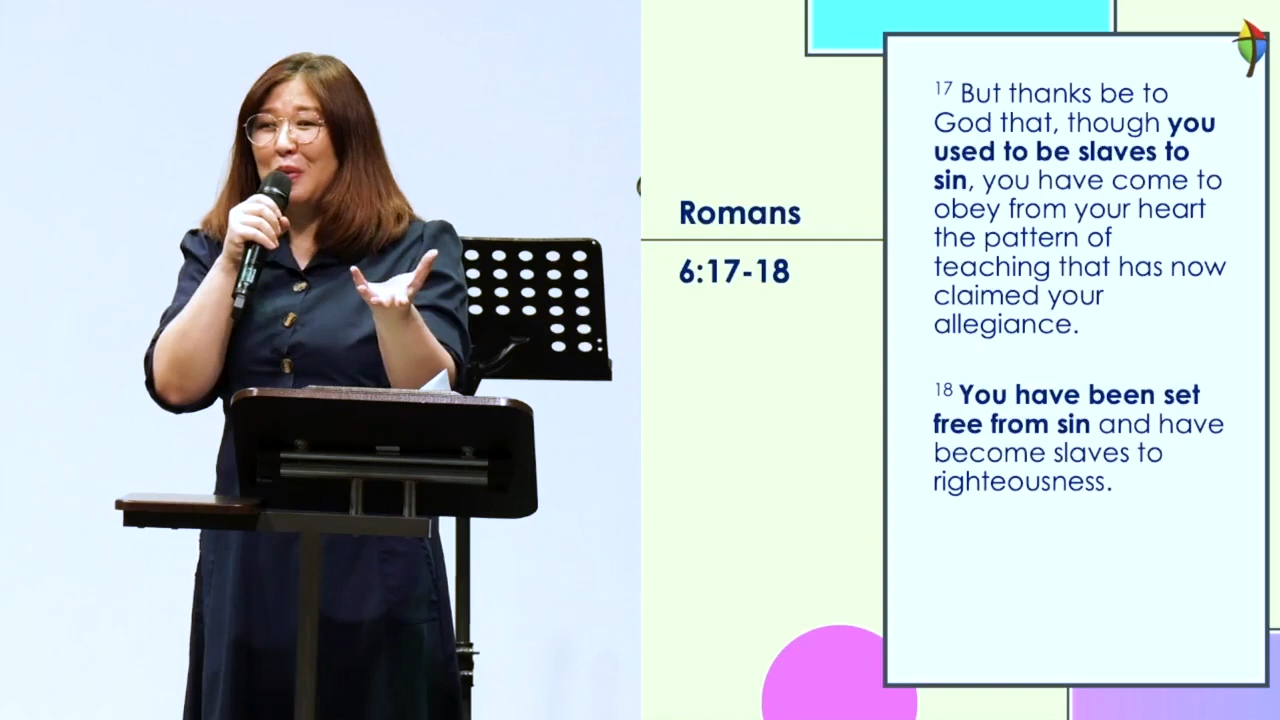 Romans
6:17-18
17 But thanks be to
God that, though you
used to be slaves to
sin, you have come to
obey from your heart
the pattern of
teaching that has now
claimed your
allegiance.
18 You have been set
free from sin and have
become slaves to
righteousness.